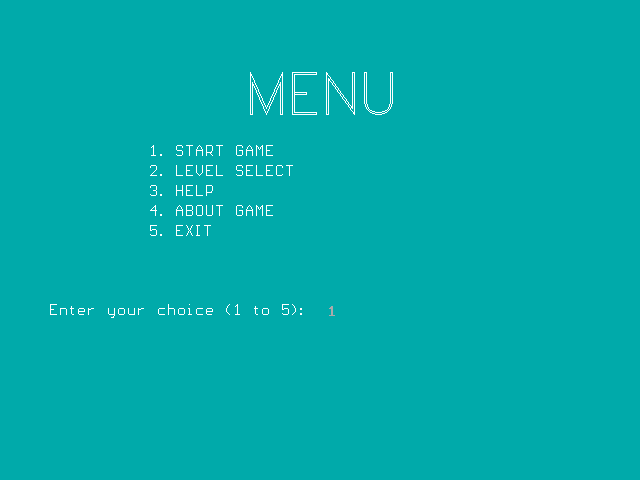 MENU
1. START GAME
2. LEVEL SELECT
3. HELP
4. ABOUT GAME
5. EXIT
Enter your choice (1 to 5): 1